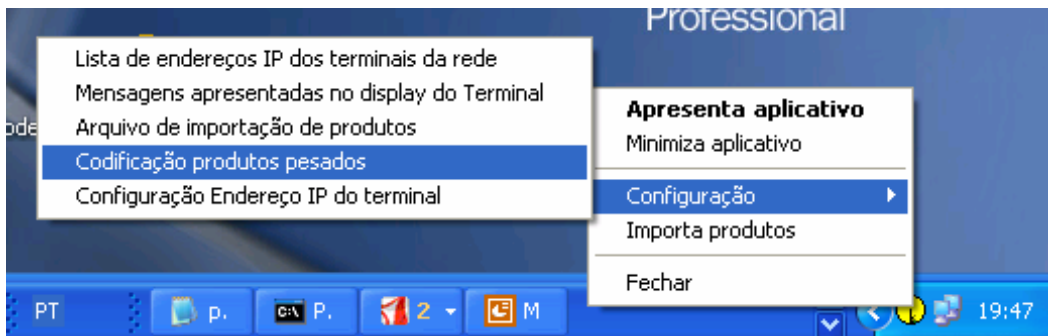 Professional
Lista de endereços IP dos terminais da rede
Mensagens apresentadas no display do Terminal
Arquivo de importação de produtos
Codificação produtos pesados
Configuração Endereço IP do terminal
ode
Apresenta aplicativo
Minimiza aplicativo
Configuração
Importa produtos
Fechar
PT
p.
C:\ P.
2
M
19:47